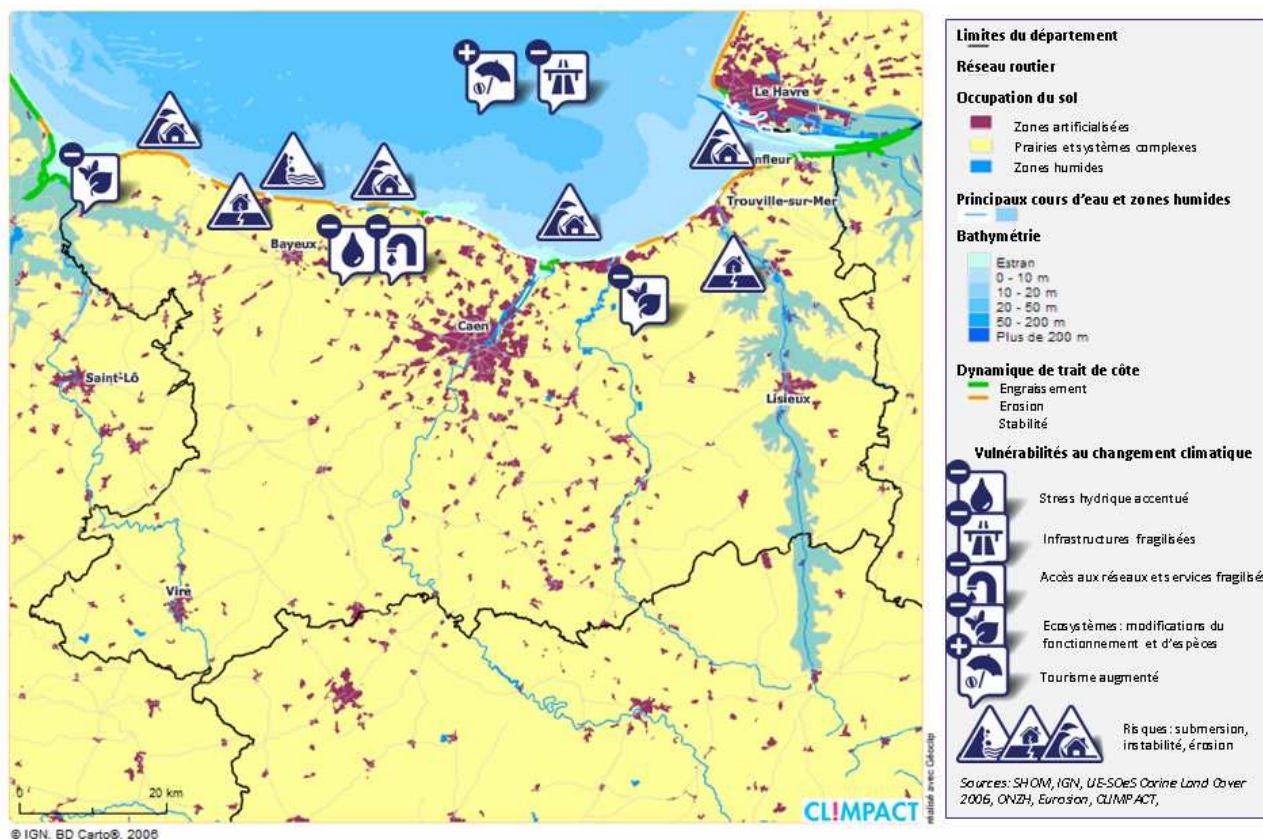 Le Havre
nfleur
Trouville-sur-Mer
Bayeux
Caen
Saint-Lô
Lisieux
Vire
0
20 km
CL!MPACT
réalisé avec Géoclip
© IGN, BD Carto®, 2006
Limites du département
Réseau routier
Occupation du sol
Zones artificialisées
Prairies et systèmes complexes
Zones humides
Principaux cours d'eau et zones humides
Bathymétrie
Estran
0 - 10 m
10 - 20 m
20 - 50 m
50 - 200 m
Plus de 200 m
Dynamique de trait de côte
Engraissement
Erosion
Stabilité
Vulnérabilités au changement climatique
Stress hydrique accentué
Infrastructures fragilisées
Accès aux réseaux et services fragilisés
Ecosystèmes : modifications du
fonctionnement et d'espèces
Tourisme augmenté
Risques : submersion,
instabilité, érosion
Sources: SHOM, IGN, UE-SOeS Corine Land Cover
2006, ONZH, Eurosion, CLIMPACT,